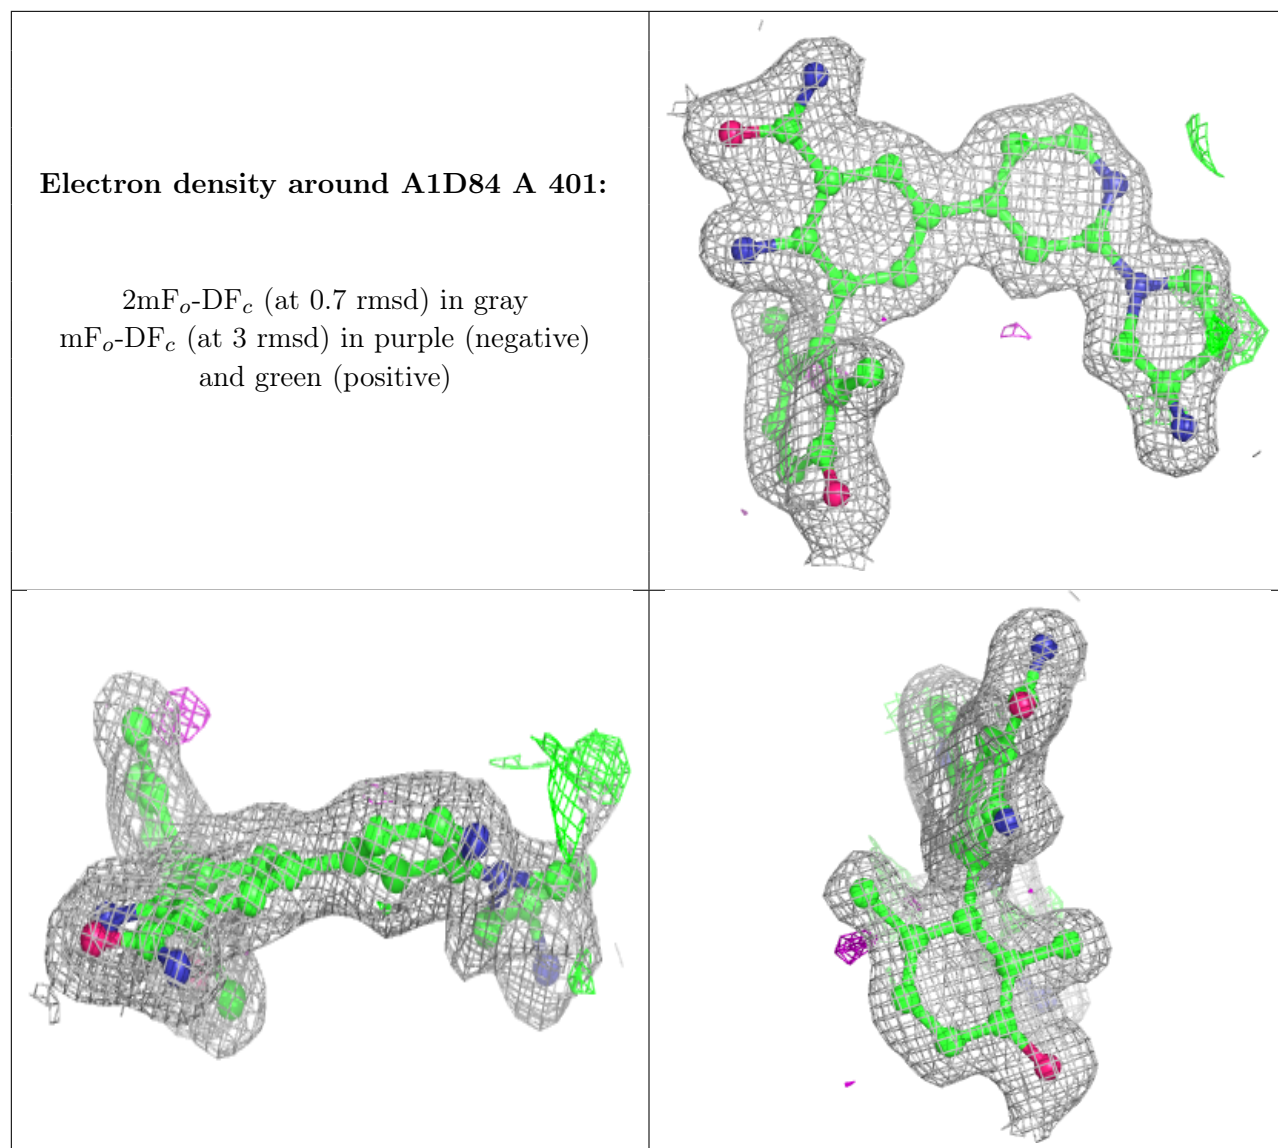 Electron density around A1D84 A 401:
2mFo-DFc (at 0.7 rmsd) in gray
mFo-DFc (at 3 rmsd) in purple (negative)
and green (positive)